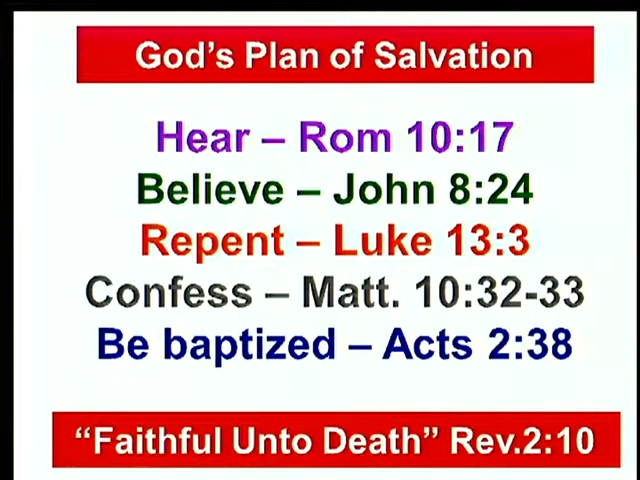 God's Plan of Salvation
Hear – Rom 10:17
Believe – John 8:24
Repent – Luke 13:3
Confess – Matt. 10:32-33
Be baptized – Acts 2:38
“Faithful Unto Death” Rev.2:10